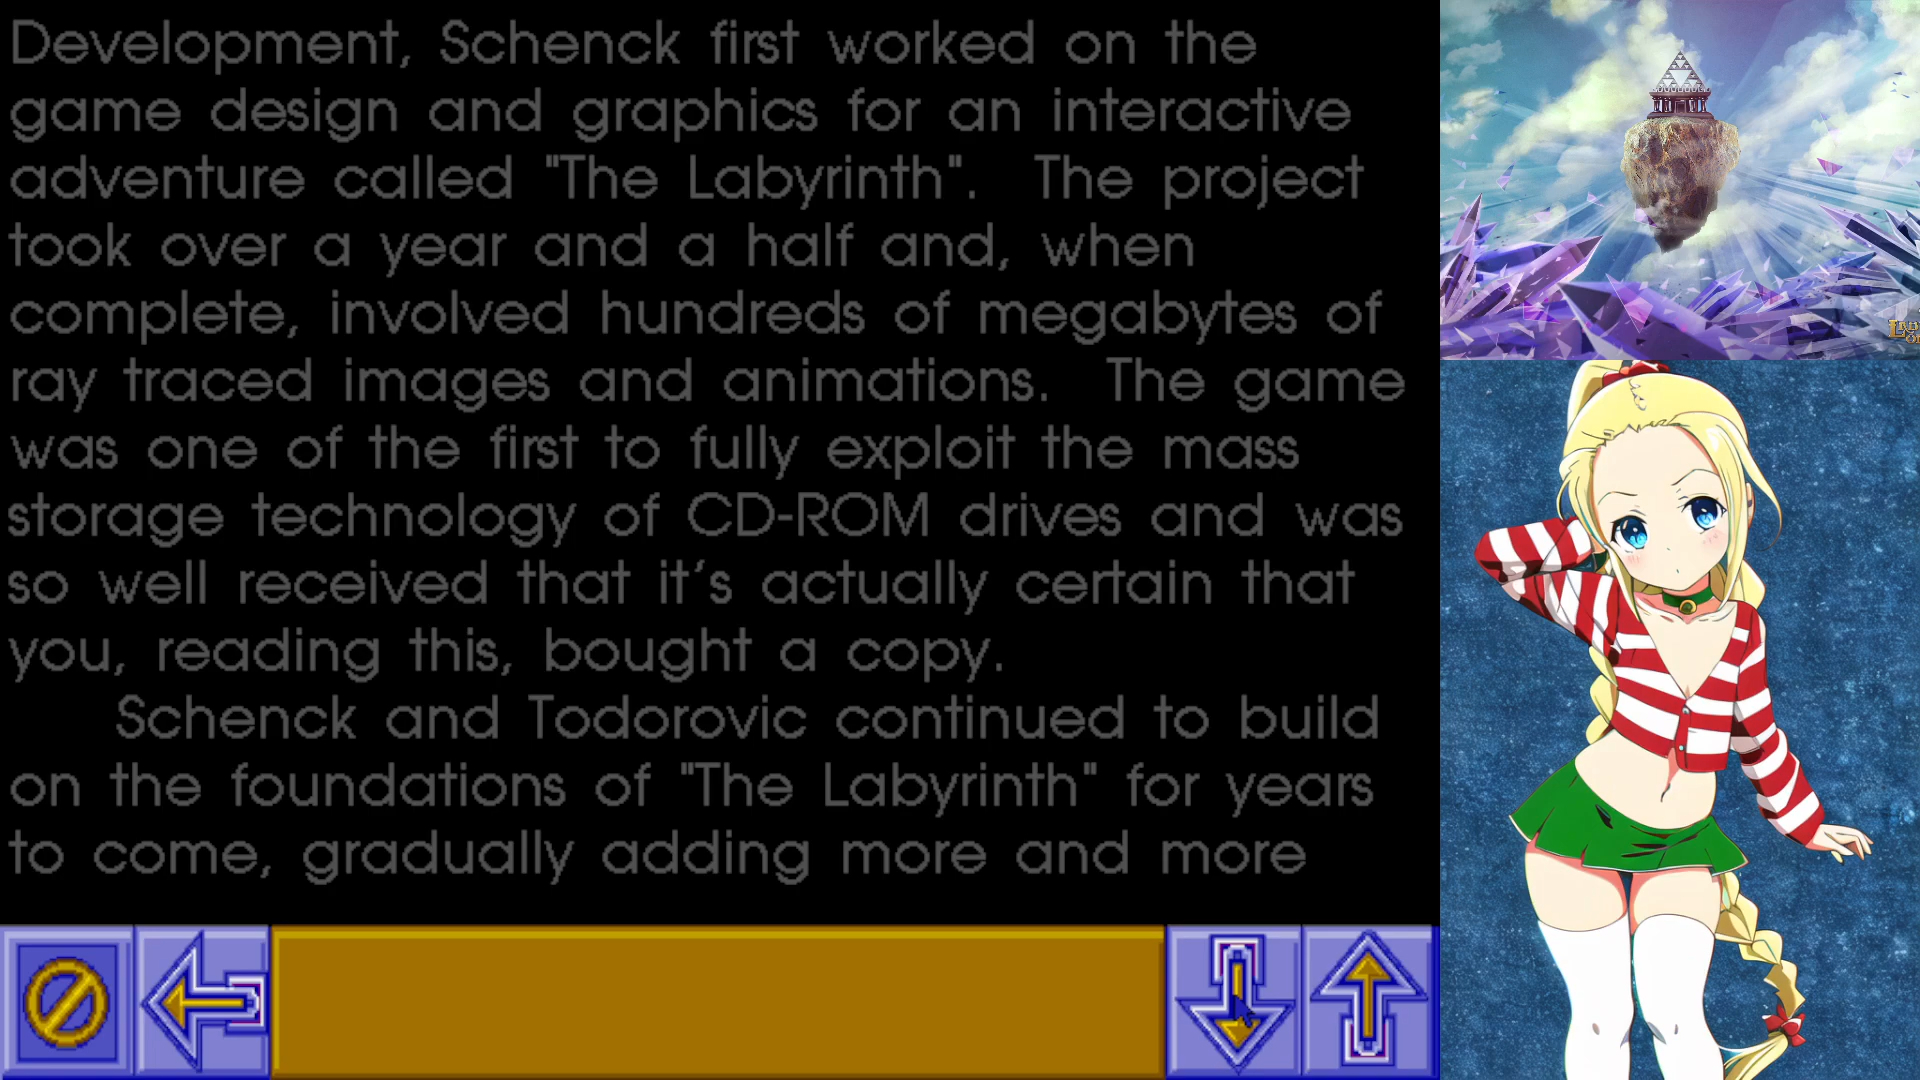 Development, Schenck first worked on the
game design and graphics for an interactive
adventure called "The Labyrinth".  The project
took over a year and a half and, when
complete, involved hundreds of megabytes of
ray traced images and animations.  The game
was one of the first to fully exploit the mass
storage technology of CD-ROM drives and was
so well received that it's actually certain that
you, reading this, bought a copy.
Schenck and Todorovic continued to build
on the foundations of "The Labyrinth" for years
to come, gradually adding more and more